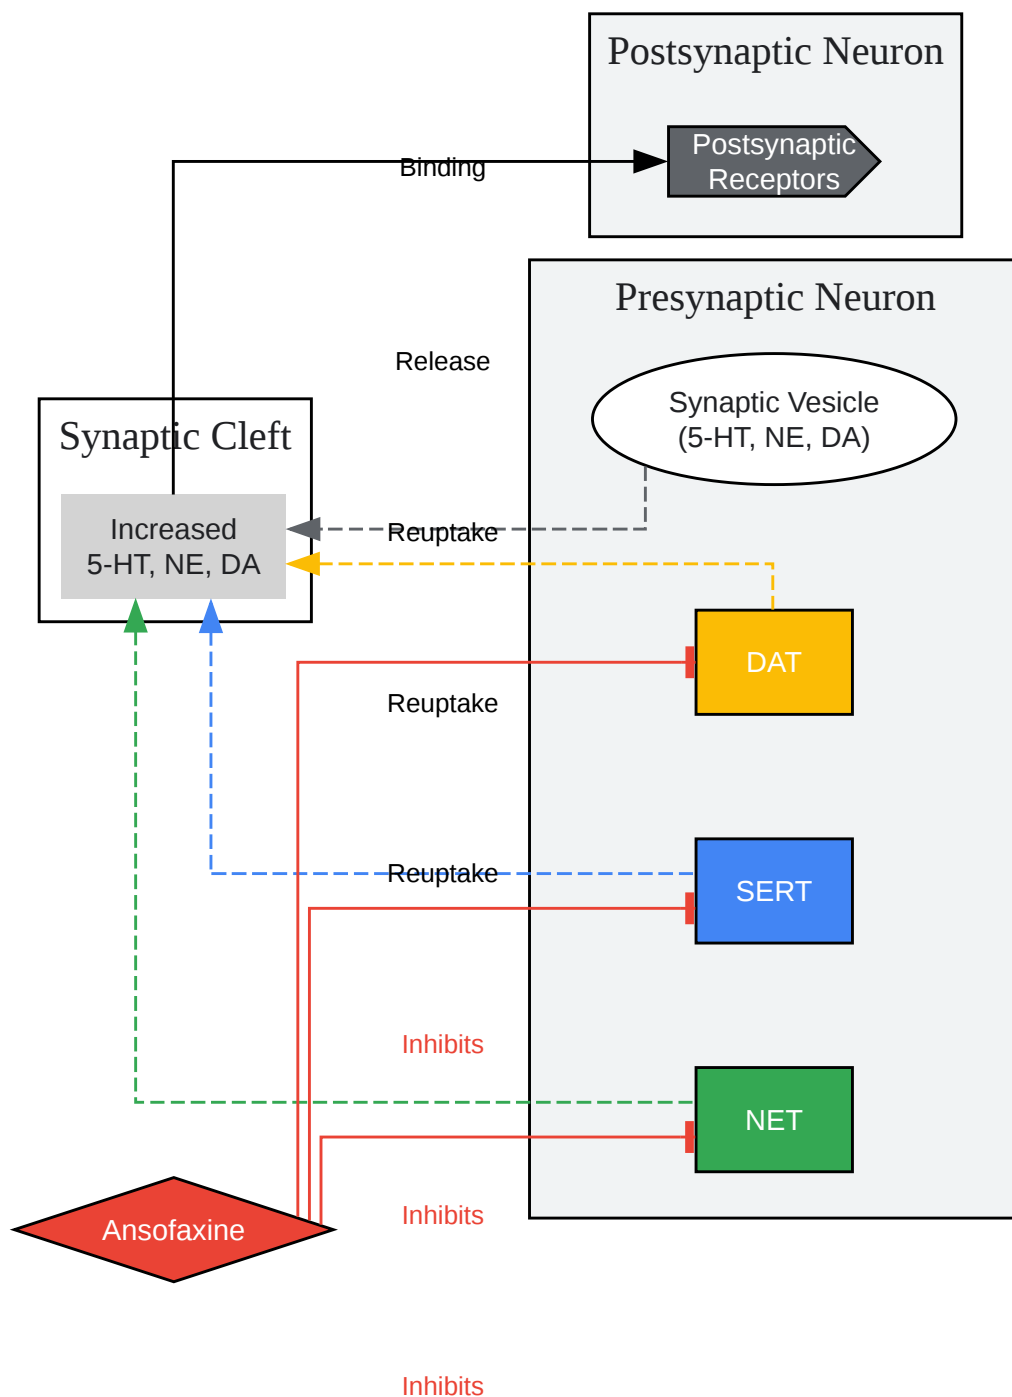 Postsynaptic Neuron
Postsynaptic
Receptors
Binding
Presynaptic Neuron
Release
Synaptic Vesicle
(5-HT, NE, DA)
Synaptic Cleft
Increased
5-HT, NE, DA
Reuptake
DAT
Reuptake
Reuptake
SERT
Inhibits
NET
Inhibits
Ansofaxine
Inhibits